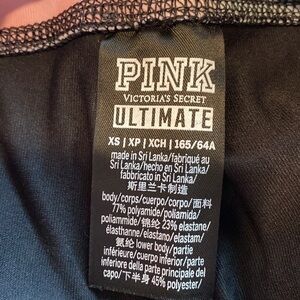 PINK
VICTORIA'S SECRET
ULTIMATE
XS | XP | XCH | 165/64A
made in Sri Lanka/fabriqué au
Sri Lanka/hecho en Sri Lanka/
fabbricato in Sri Lanka/
斯里兰卡制造
body/corps/cuerpo/corpo/面料
77% polyamide/poliamida/
poliammide/锦纶 23% elastane/
élasthanne/elastano/elastam/
氨纶 lower body/partie
inférieure/cuerpo inferior/parte
inferiore della parte principale del
capo/下半身 45% polyester/